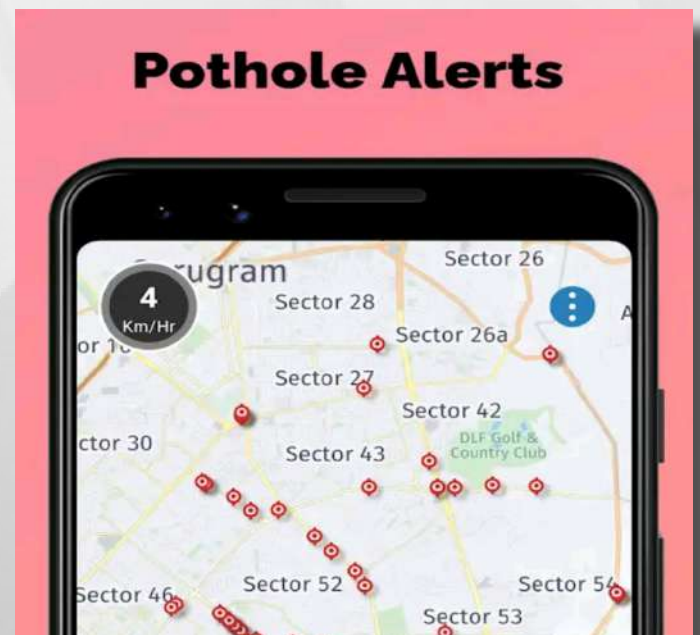 Pothole Alerts
Sector 26
4
Km/Hr
Sector 28
Sector 26a
Sector 27
Sector 42
DLF Golf &
Country Club
Sector 43
Sector 52
Sector 54
Sector 46
Sector 53